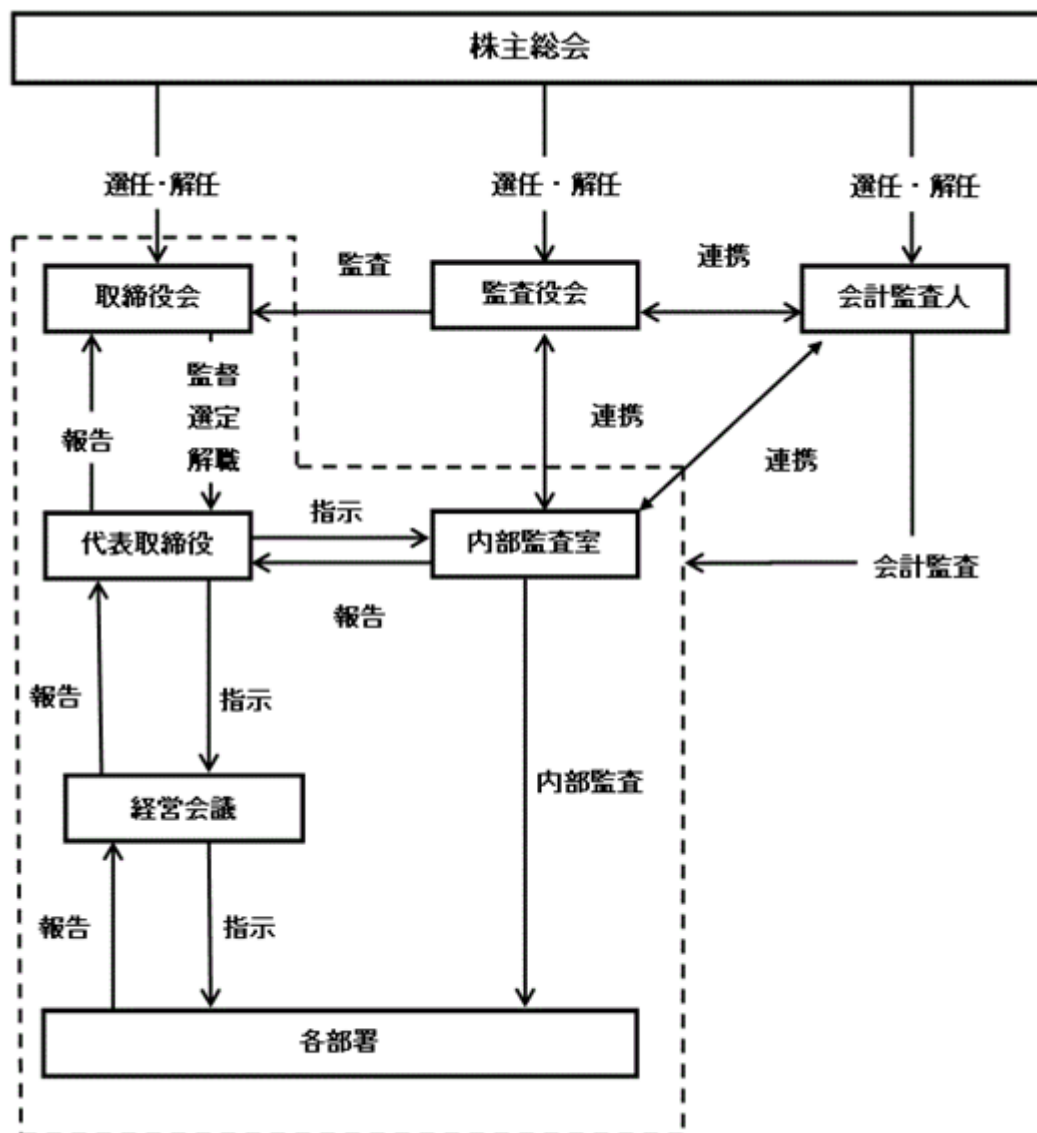 株主総会
選任・解任
選任・解任
選任・解任
取締役会
監査
監査役会
連携
会計監査人
監督
選定
解職
報告
連携
連携
代表取締役
指示
内部監査室
報告
会計監査
報告
指示
内部監査
経営会議
報告
指示
各部署